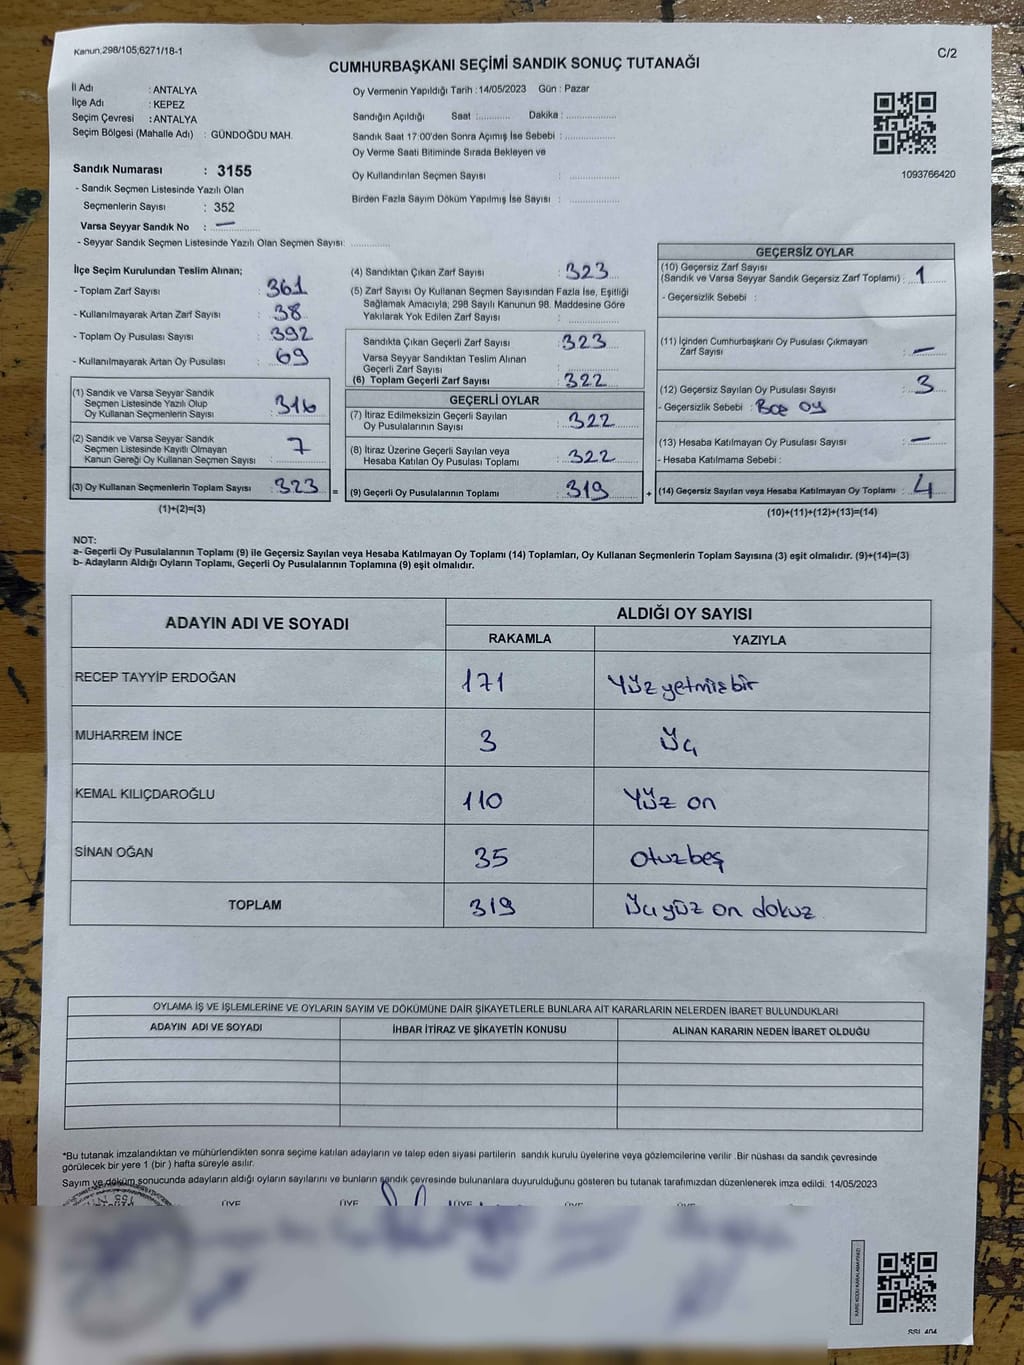 Kanun,298/105,6271/18-1
C/2
CUMHURBAŞKANI SEÇİMİ SANDIK SONUÇ TUTANAĞI
İl Adı : ANTALYA
İlçe Adı : KEPEZ
Seçim Çevresi : ANTALYA
Seçim Bölgesi (Mahalle Adı) : GÜNDOĞDU MAH.
Oy Vermenin Yapıldığı Tarih : 14/05/2023 Gün : Pazar
Sandığın Açıldığı Saat :........... Dakika :................
Sandık Saat 17:00'den Sonra Açımış İse Sebebi :................
Oy Verme Saati Bitiminde Sırada Bekleyen ve
Oy Kullandırılan Seçmen Sayısı : ................
Birden Fazla Sayım Döküm Yapılmış İse Sayısı : ................
1093766420
Sandık Numarası : 3155
- Sandık Seçmen Listesinde Yazılı Olan
Seçmenlerin Sayısı : 352
Varsa Seyyar Sandık No : —
- Seyyar Sandık Seçmen Listesinde Yazılı Olan Seçmen Sayısı: ............
İlçe Seçim Kurulundan Teslim Alınan;
- Toplam Zarf Sayısı : 361
- Kullanılmayarak Artan Zarf Sayısı : 38
- Toplam Oy Pusulası Sayısı : 392
- Kullanılmayarak Artan Oy Pusulası : 69
(1) Sandık ve Varsa Seyyar Sandık
Seçmen Listesinde Yazılı Olup
Oy Kullanan Seçmenlerin Sayısı : 316
(2) Sandık ve Varsa Seyyar Sandık
Seçmen Listesinde Kayıtlı Olmayan
Kanun Gereği Oy Kullanan Seçmen Sayısı : 7
(3) Oy Kullanan Seçmenlerin Toplam Sayısı : 323 =
(1)+(2)=(3)
(4) Sandıktan Çıkan Zarf Sayısı : 323
(5) Zarf Sayısı Oy Kullanan Seçmen Sayısından Fazla İse, Eşitliği
Sağlamak Amacıyla, 298 Sayılı Kanunun 98. Maddesine Göre
Yakılarak Yok Edilen Zarf Sayısı : ................
Sandıkta Çıkan Geçerli Zarf Sayısı : 323
Varsa Seyyar Sandıktan Teslim Alınan
Geçerli Zarf Sayısı :
(6) Toplam Geçerli Zarf Sayısı : 322
GEÇERLİ OYLAR
(7) İtiraz Edilmeksizin Geçerli Sayılan
Oy Pusulalarının Sayısı : 322
(8) İtiraz Üzerine Geçerli Sayılan veya
Hesaba Katılan Oy Pusulası Toplamı : 322
(9) Geçerli Oy Pusulalarının Toplamı : 319 +
GEÇERSİZ OYLAR
(10) Geçersiz Zarf Sayısı
(Sandık ve Varsa Seyyar Sandık Geçersiz Zarf Toplamı) : 1
- Geçersizlik Sebebi :
(11) İçinden Cumhurbaşkanı Oy Pusulası Çıkmayan
Zarf Sayısı : —
(12) Geçersiz Sayılan Oy Pusulası Sayısı : 3
- Geçersizlik Sebebi : Boş oy
(13) Hesaba Katılmayan Oy Pusulası Sayısı : —
- Hesaba Katılmama Sebebi :
(14) Geçersiz Sayılan veya Hesaba Katılmayan Oy Toplamı : 4
(10)+(11)+(12)+(13)=(14)
NOT:
a- Geçerli Oy Pusulalarının Toplamı (9) ile Geçersiz Sayılan veya Hesaba Katılmayan Oy Toplamı (14) Toplamları, Oy Kullanan Seçmenlerin Toplam Sayısına (3) eşit olmalıdır. (9)+(14)=(3)
b- Adayların Aldığı Oyların Toplamı, Geçerli Oy Pusulalarının Toplamına (9) eşit olmalıdır.
ADAYIN ADI VE SOYADI
ALDIĞI OY SAYISI
RAKAMLA YAZIYLA
RECEP TAYYİP ERDOĞAN 171 Yüz yetmişbir
MUHARREM İNCE 3 Üç
KEMAL KILIÇDAROĞLU 110 Yüz on
SİNAN OĞAN 35 otuzbeş
TOPLAM 319 Üçyüz on dokuz
OYLAMA İŞ VE İŞLEMLERİNE VE OYLARIN SAYIM VE DÖKÜMÜNE DAİR ŞİKAYETLERLE BUNLARA AİT KARARLARIN NELERDEN İBARET BULUNDUKLARI
ADAYIN ADI VE SOYADI İHBAR İTİRAZ VE ŞİKAYETİN KONUSU ALINAN KARARIN NEDEN İBARET OLDUĞU
*Bu tutanak imzalandıktan ve mühürlendikten sonra seçime katılan adayların ve talep eden siyasi partilerin sandık kurulu üyelerine veya gözlemcilerine verilir .Bir nüshası da sandık çevresinde
görülecek bir yere 1 (bir ) hafta süreyle asılır.
Sayım ve döküm sonucunda adayların aldığı oyların sayılarını ve bunların sandık çevresinde bulunanlara duyurulduğunu gösteren bu tutanak tarafımızdan düzenlenerek imza edildi. 14/05/2023
ÜYE ÜYE ÜYE ÜYE ÜYE